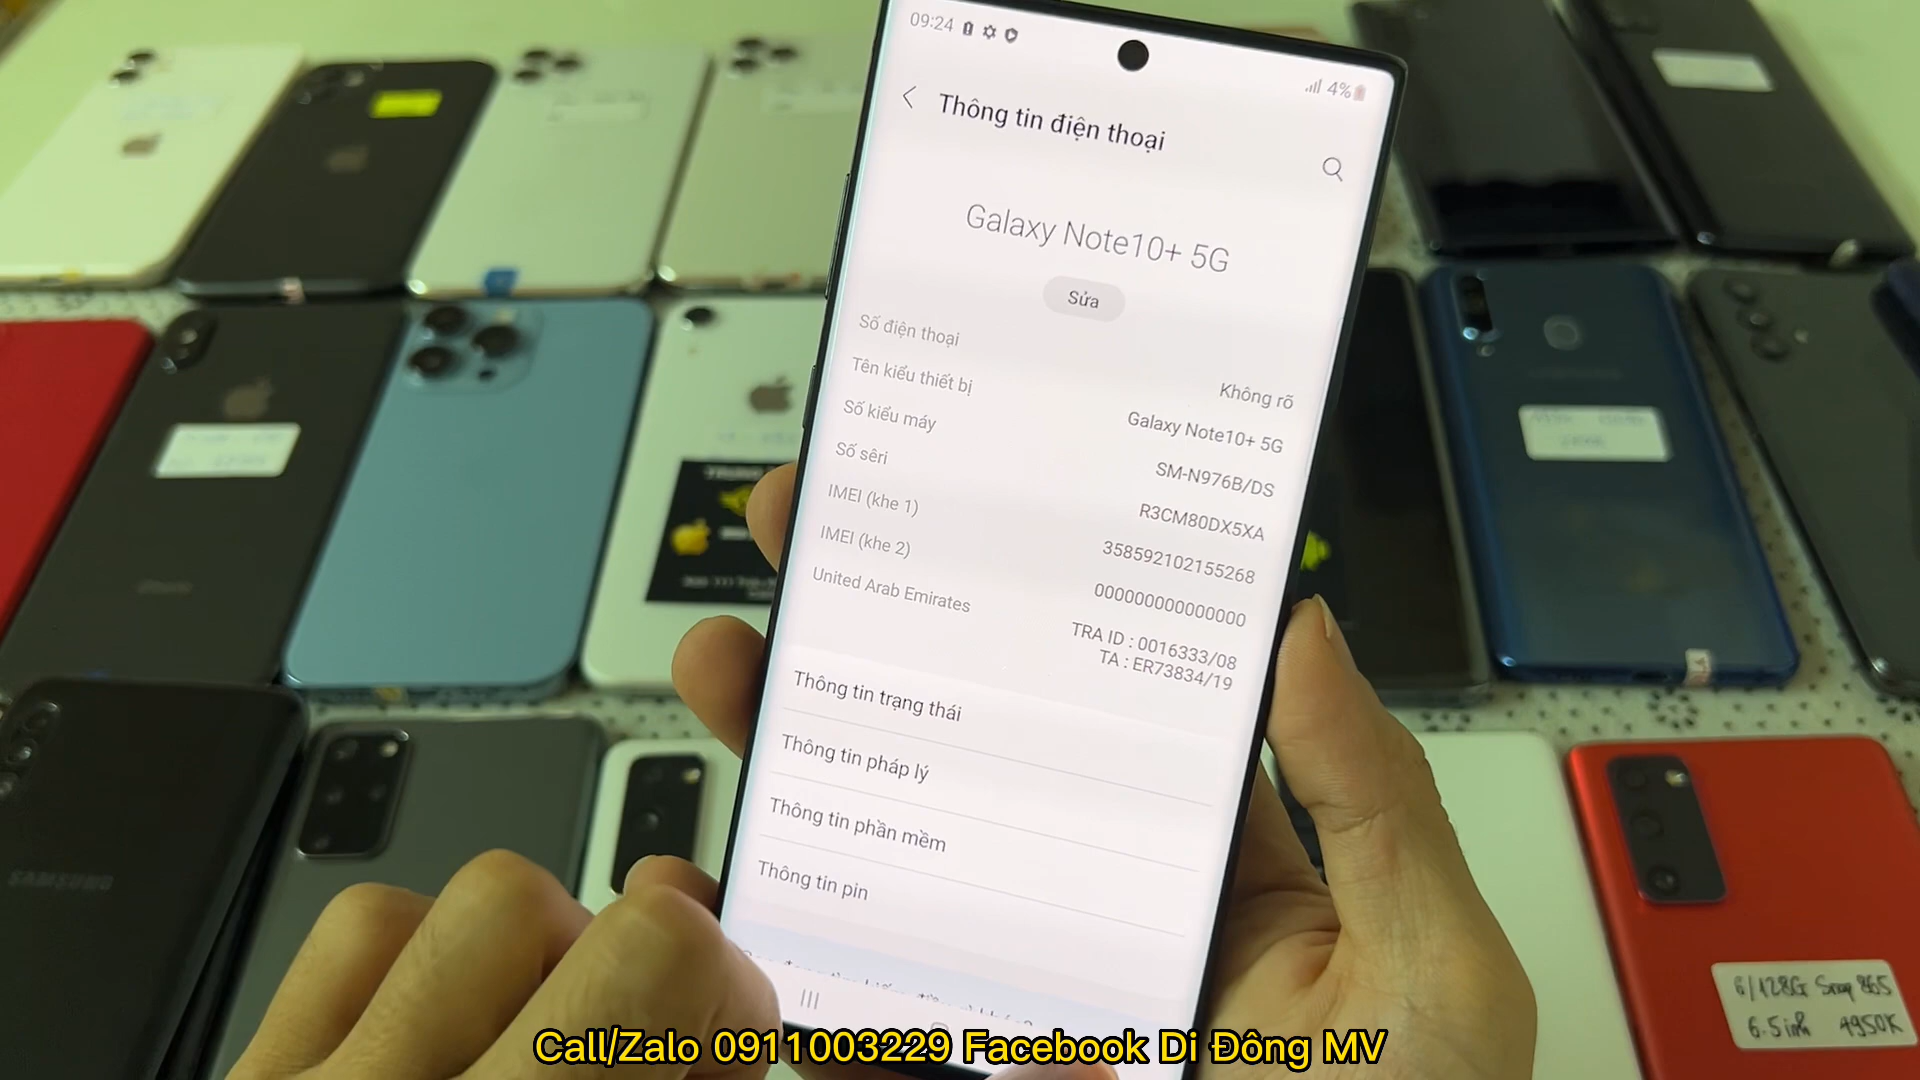 09:24
4%
Thông tin điện thoại
Galaxy Note10+ 5G
Sửa
Số điện thoại
Không rõ
Tên kiểu thiết bị
Galaxy Note10+ 5G
Số kiểu máy
SM-N976B/DS
Số sêri
R3CM80DX5XA
IMEI (khe 1)
358592102155268
IMEI (khe 2)
000000000000000
United Arab Emirates
TRA ID : 0016333/08
TA : ER73834/19
Thông tin trạng thái
Thông tin pháp lý
Thông tin phần mềm
Thông tin pin
SAMSUNG
6/128G Snap 865
6.5 inh 4950K
Call/Zalo 0911003229 Facebook Di Đông MV